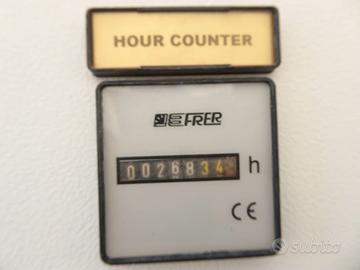 HOUR COUNTER
FRER
0026834 h
CE
subito